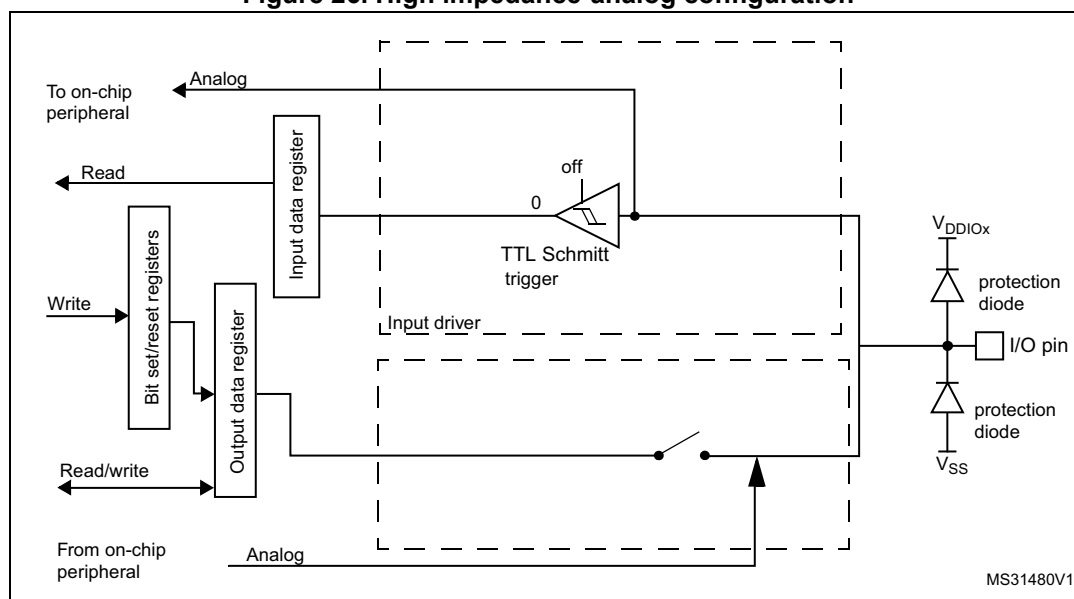 Figure 26. High impedance-analog configuration
To on-chip
peripheral
Analog
Read
Input data register
off
0
TTL Schmitt
trigger
Input driver
Write
Bit set/reset registers
Output data register
Read/write
From on-chip
peripheral
Analog
VDDIOx
protection
diode
I/O pin
protection
diode
VSS
MS31480V1